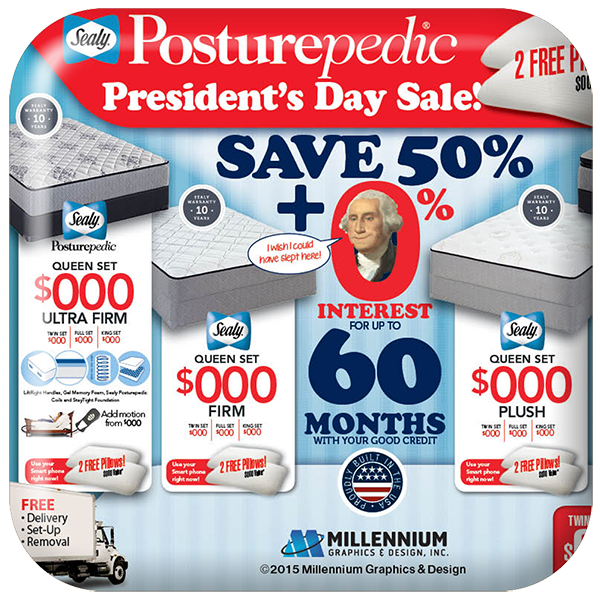 Sealy
Posturepedic®
President's Day Sale!
2 FREE
SAVE 50%
+0%
I wish I could
have slept here!
INTEREST
FOR UP TO
60
MONTHS
WITH YOUR GOOD CREDIT
PROUDLY BUILT IN THE USA
SEALY
WARRANTY
10
YEARS
Sealy
Posturepedic
QUEEN SET
$000
ULTRA FIRM
TWIN SET FULL SET KING SET
$000 $000 $000
LiftRight Handles, Gel Memory Foam, Sealy Posturepedic
Coils and StayTight Foundation
Add motion
from $000
SEALY
WARRANTY
10
YEARS
Sealy
QUEEN SET
$000
FIRM
TWIN SET FULL SET KING SET
$000 $000 $000
Use your
Smart phone
right now!
2 FREE Pillows!
SEALY
WARRANTY
10
YEARS
Sealy
QUEEN SET
$000
PLUSH
TWIN SET FULL SET KING SET
$000 $000 $000
Use your
Smart phone
right now!
2 FREE Pillows!
Use your
Smart phone
right now!
2 FREE Pillows!
FREE
• Delivery
• Set-Up
• Removal
MILLENNIUM
GRAPHICS & DESIGN, INC.
©2015 Millennium Graphics & Design
TWIN